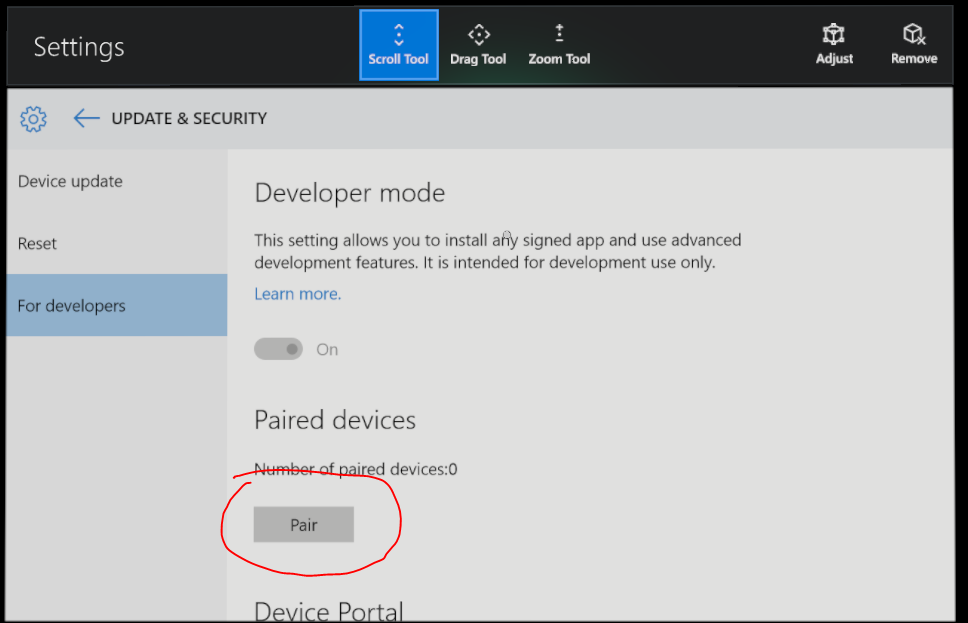 Settings
Scroll Tool
Drag Tool
Zoom Tool
Adjust
Remove
UPDATE & SECURITY
Device update
Reset
For developers
Developer mode
This setting allows you to install any signed app and use advanced
development features. It is intended for development use only.
Learn more.
On
Paired devices
Number of paired devices:0
Pair
Device Portal